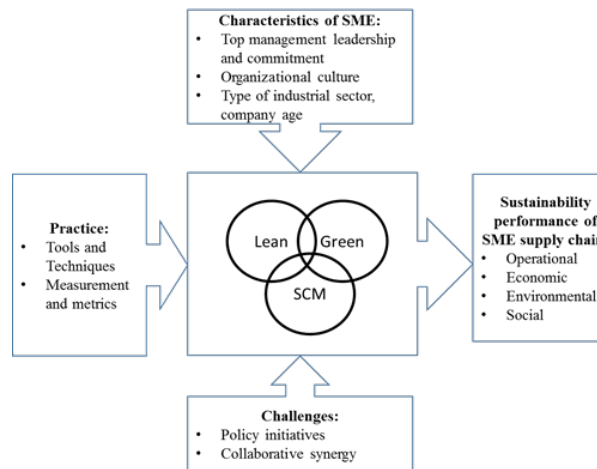 Characteristics of SME:
• Top management leadership
and commitment
• Organizational culture
• Type of industrial sector,
company age
Practice:
• Tools and
Techniques
• Measurement
and metrics
Lean
Green
SCM
Sustainability
performance of
SME supply chain
• Operational
• Economic
• Environmental
• Social
Challenges:
• Policy initiatives
• Collaborative synergy